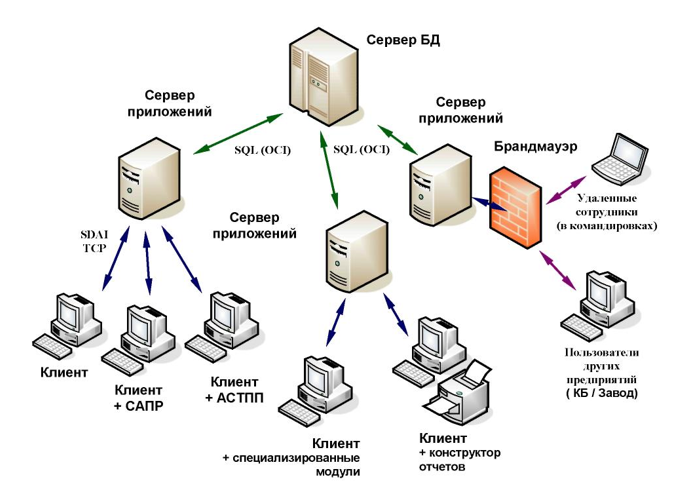 Сервер БД
Сервер
приложений
Сервер
приложений
SQL (OCI)
SQL (OCI)
Брандмауэр
Удаленные
сотрудники
(в командировках)
Сервер
приложений
SDAI
TCP
Клиент
Клиент
+ САПР
Клиент
+ АСТПП
Пользователи
других
предприятий
( КБ / Завод)
Клиент
+ специализированные
модули
Клиент
+ конструктор
отчетов